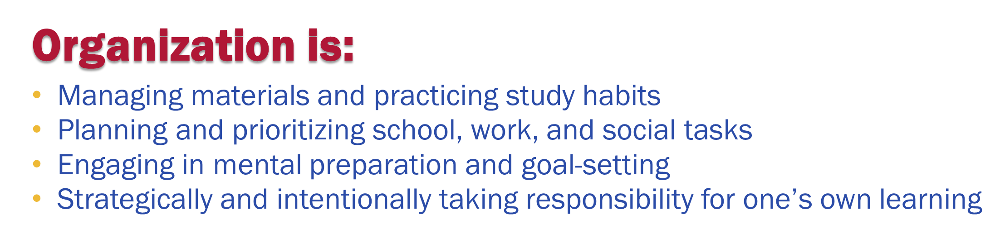 Organization is:
• Managing materials and practicing study habits
• Planning and prioritizing school, work, and social tasks
• Engaging in mental preparation and goal-setting
• Strategically and intentionally taking responsibility for one’s own learning